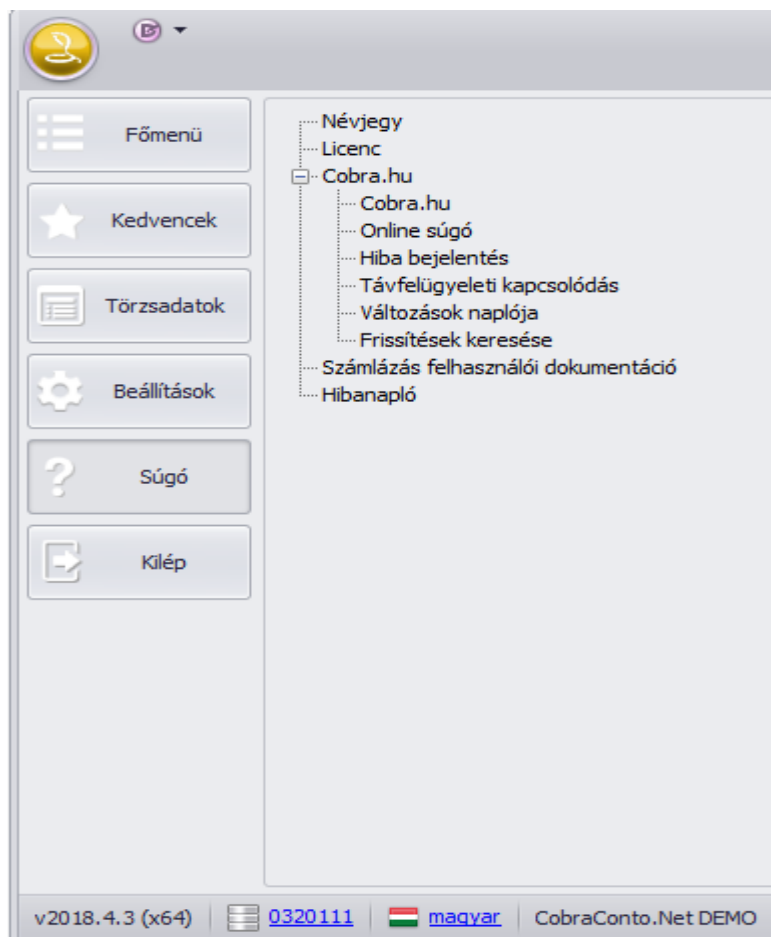 Főmenü
Kedvencek
Törzsadatok
Beállítások
Súgó
Kilép
Névjegy
Licenc
Cobra.hu
Cobra.hu
Online súgó
Hiba bejelentés
Távfelügyeleti kapcsolódás
Változások naplója
Frissítések keresése
Számlázás felhasználói dokumentáció
Hibanapló
v2018.4.3 (x64) 0320111 magyar CobraConto.Net DEMO